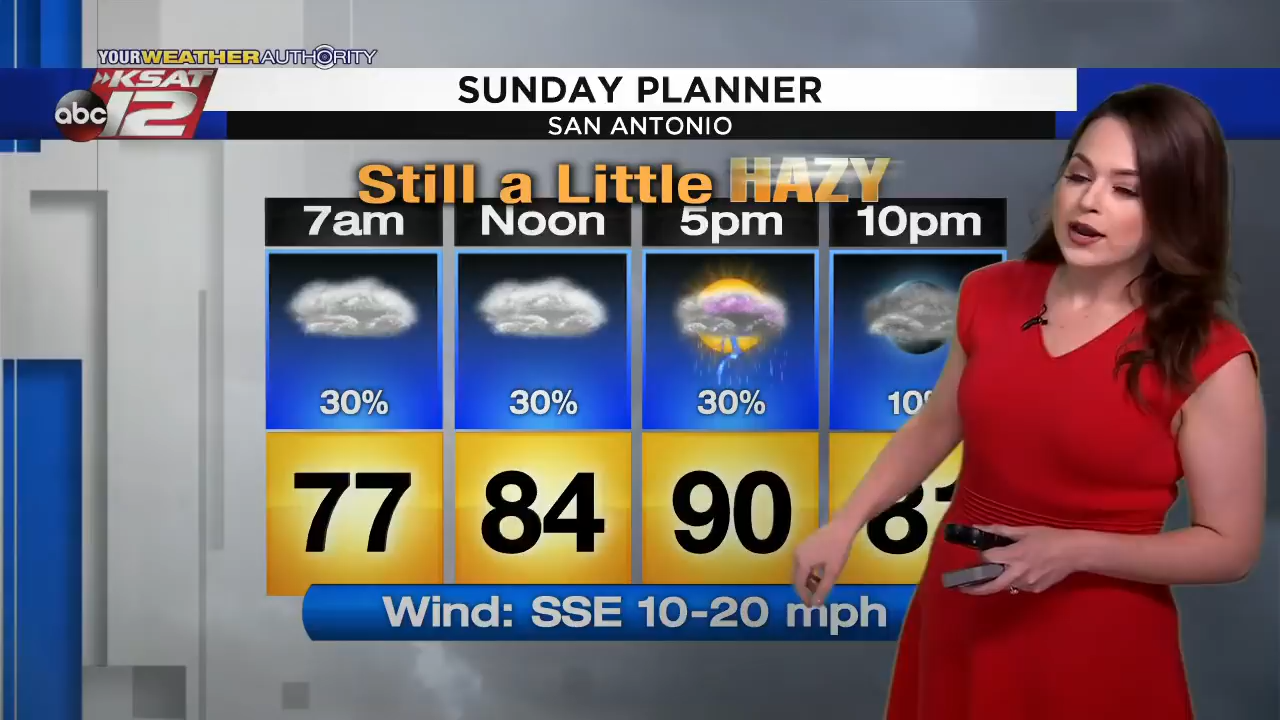 YOUR WEATHER AUTHORITY
KSAT
abc 12
SUNDAY PLANNER
SAN ANTONIO
Still a Little HAZY
7am Noon 5pm 10pm
30% 30% 30%
77 84 90
Wind: SSE 10-20 mph